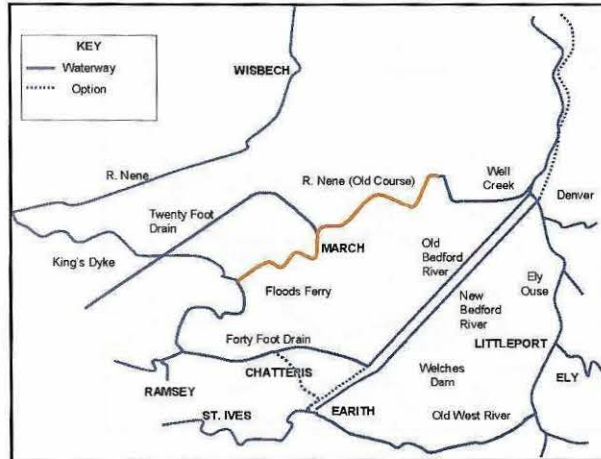 KEY
Waterway
Option
WISBECH
R. Nene
R. Nene (Old Course)
Well
Creek
Denver
Twenty Foot
Drain
King's Dyke
MARCH
Old
Bedford
River
Floods Ferry
New
Bedford
River
Ely
Ouse
Forty Foot Drain
LITTLEPORT
CHATTERIS
Welches
Dam
RAMSEY
ELY
ST. IVES
EARITH
Old West River